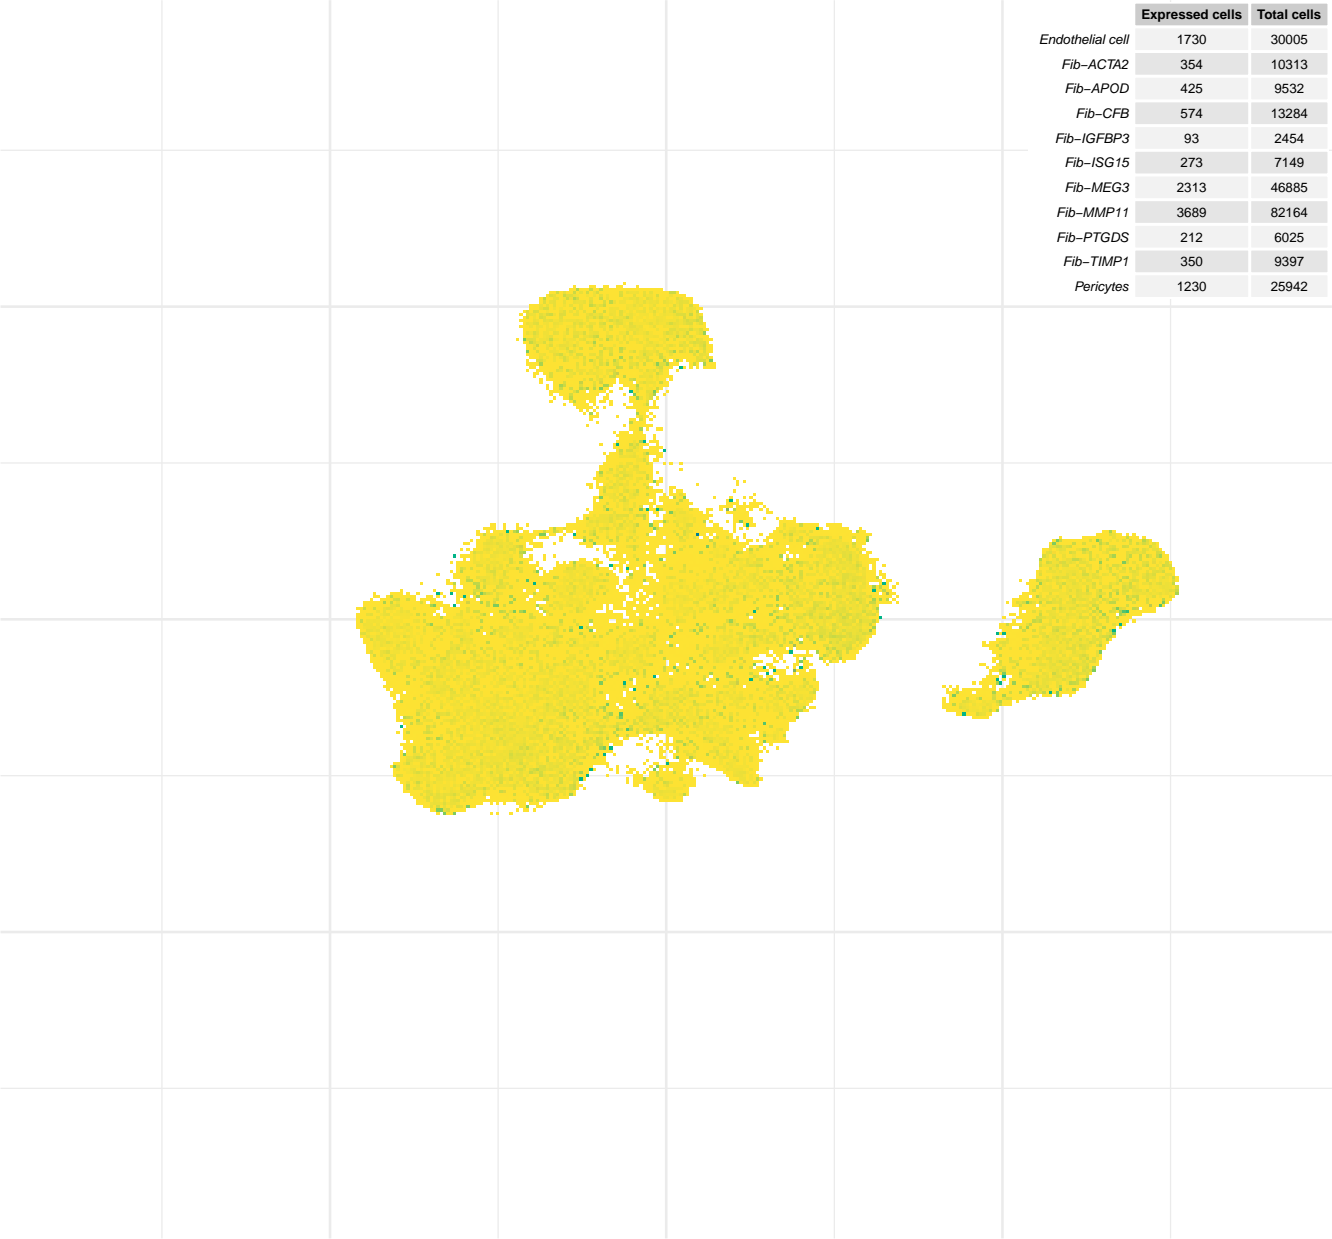 Expressed cells Total cells
Endothelial cell 1730 30005
Fib−ACTA2 354 10313
Fib−APOD 425 9532
Fib−CFB 574 13284
Fib−IGFBP3 93 2454
Fib−ISG15 273 7149
Fib−MEG3 2313 46885
Fib−MMP11 3689 82164
Fib−PTGDS 212 6025
Fib−TIMP1 350 9397
Pericytes 1230 25942